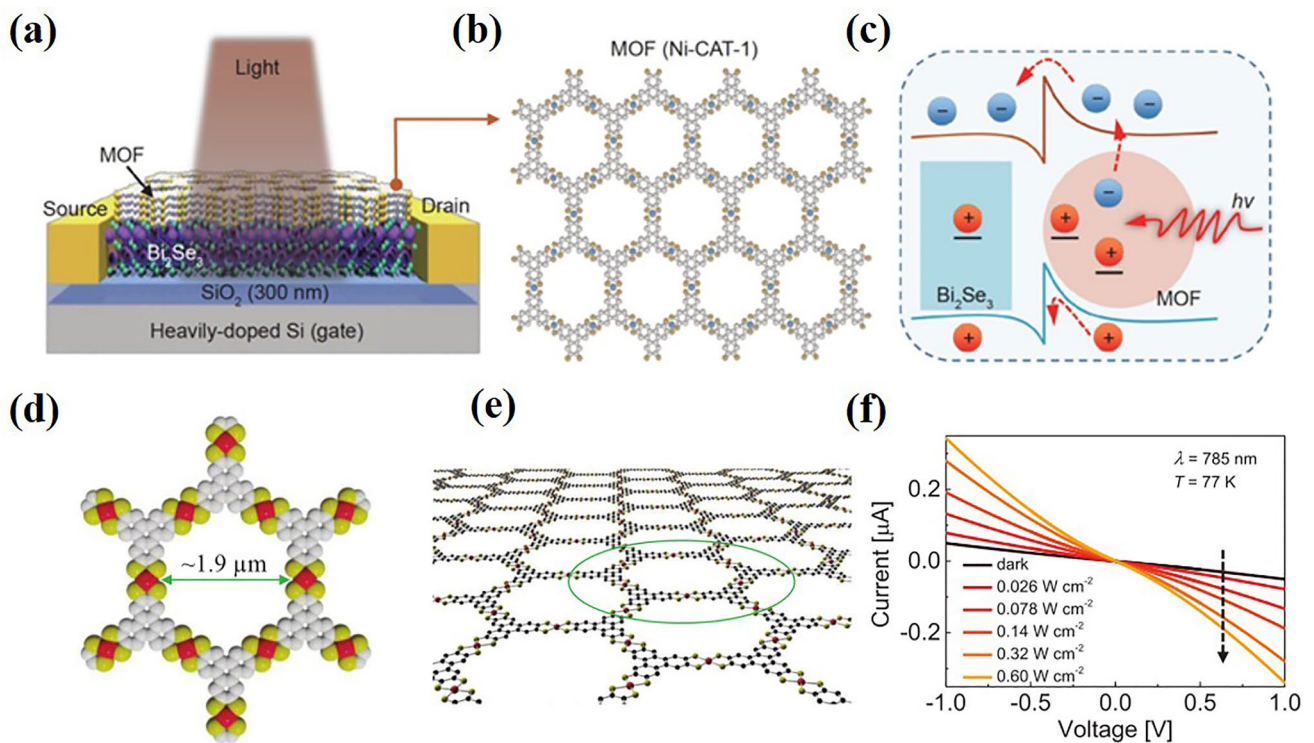 (a)
Light
MOF
Source
Drain
Bi₂Se₃
SiO₂ (300 nm)
Heavily-doped Si (gate)
(b)
MOF (Ni-CAT-1)
(c)
− − − −
−
hν
+ +
+
Bi₂Se₃
MOF
+ +
(d)
~1.9 µm
(e)
(f)
λ = 785 nm
T = 77 K
Current [µA]
0.2
0.0
-0.2
dark
0.026 W cm⁻²
0.078 W cm⁻²
0.14 W cm⁻²
0.32 W cm⁻²
0.60 W cm⁻²
-1.0 -0.5 0.0 0.5 1.0
Voltage [V]